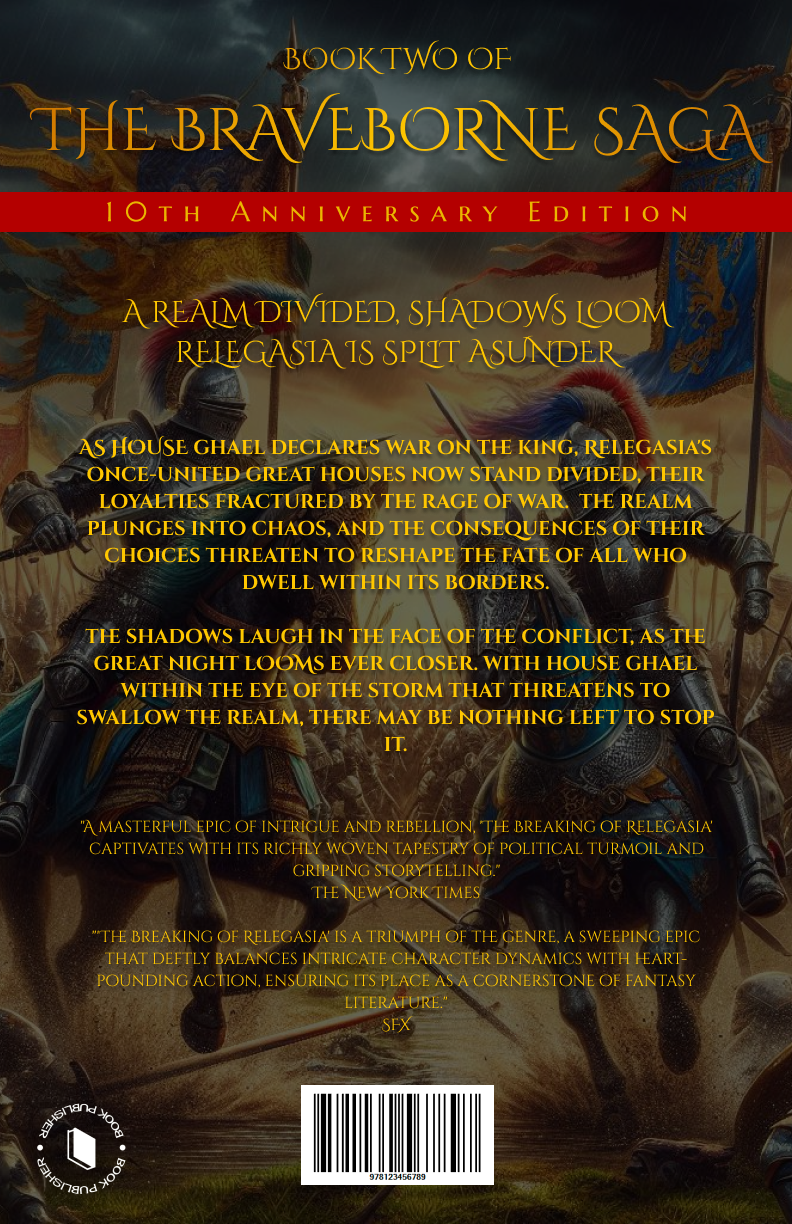 BOOK TWO OF
THE BRAVEBORNE SAGA
10th Anniversary Edition
A REALM DIVIDED, SHADOWS LOOM
RELEGASIA IS SPLIT ASUNDER
AS HOUSE GHAEL DECLARES WAR ON THE KING, RELEGASIA'S
ONCE-UNITED GREAT HOUSES NOW STAND DIVIDED, THEIR
LOYALTIES FRACTURED BY THE RAGE OF WAR. THE REALM
PLUNGES INTO CHAOS, AND THE CONSEQUENCES OF THEIR
CHOICES THREATEN TO RESHAPE THE FATE OF ALL WHO
DWELL WITHIN ITS BORDERS.
THE SHADOWS LAUGH IN THE FACE OF THE CONFLICT, AS THE
GREAT NIGHT LOOMS EVER CLOSER. WITH HOUSE GHAEL
WITHIN THE EYE OF THE STORM THAT THREATENS TO
SWALLOW THE REALM, THERE MAY BE NOTHING LEFT TO STOP
IT.
"A MASTERFUL EPIC OF INTRIGUE AND REBELLION, 'THE BREAKING OF RELEGASIA'
CAPTIVATES WITH ITS RICHLY WOVEN TAPESTRY OF POLITICAL TURMOIL AND
GRIPPING STORYTELLING."
THE NEW YORK TIMES
"'THE BREAKING OF RELEGASIA' IS A TRIUMPH OF THE GENRE, A SWEEPING EPIC
THAT DEFTLY BALANCES INTRICATE CHARACTER DYNAMICS WITH HEART-
POUNDING ACTION, ENSURING ITS PLACE AS A CORNERSTONE OF FANTASY
LITERATURE."
SFX
BOOK PUBLISHER • BOOK PUBLISHER •
978123456789